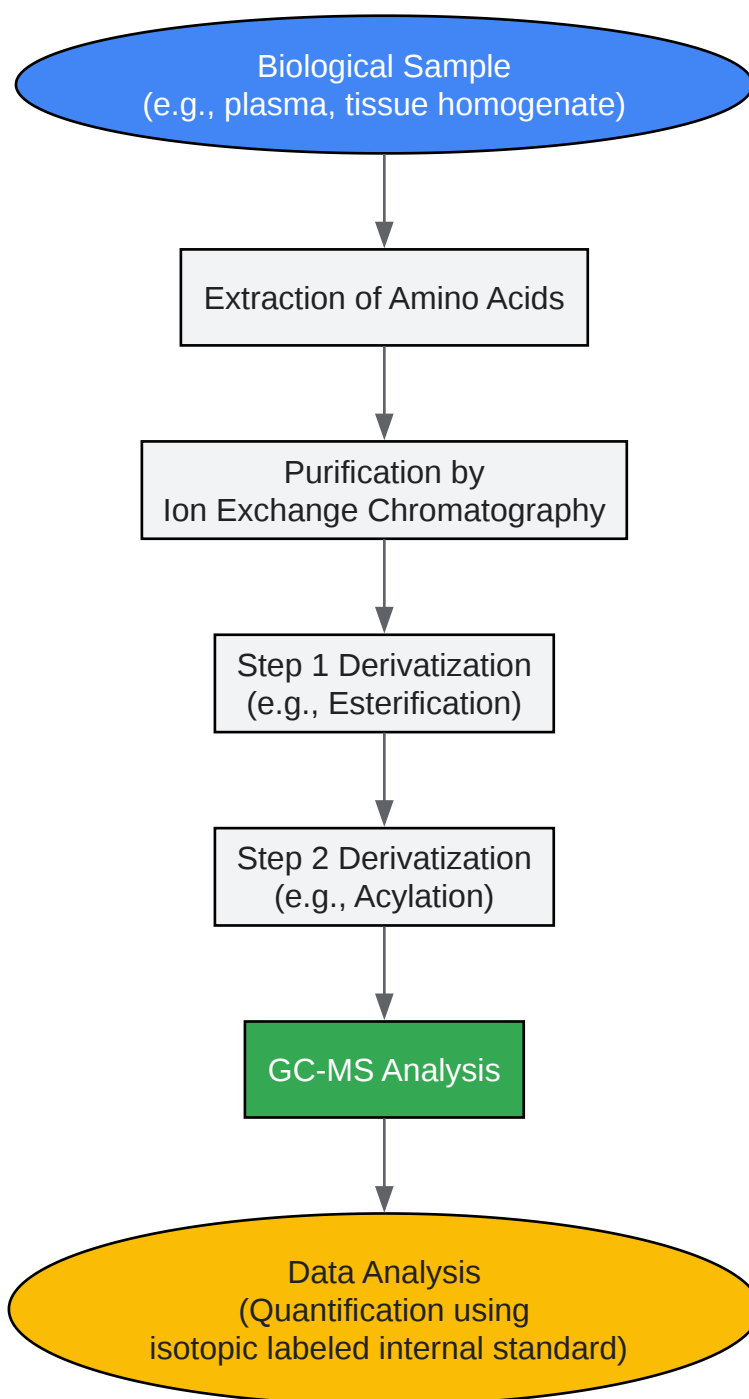 Biological Sample
(e.g., plasma, tissue homogenate)
Extraction of Amino Acids
Purification by
Ion Exchange Chromatography
Step 1 Derivatization
(e.g., Esterification)
Step 2 Derivatization
(e.g., Acylation)
GC-MS Analysis
Data Analysis
(Quantification using
isotopic labeled internal standard)